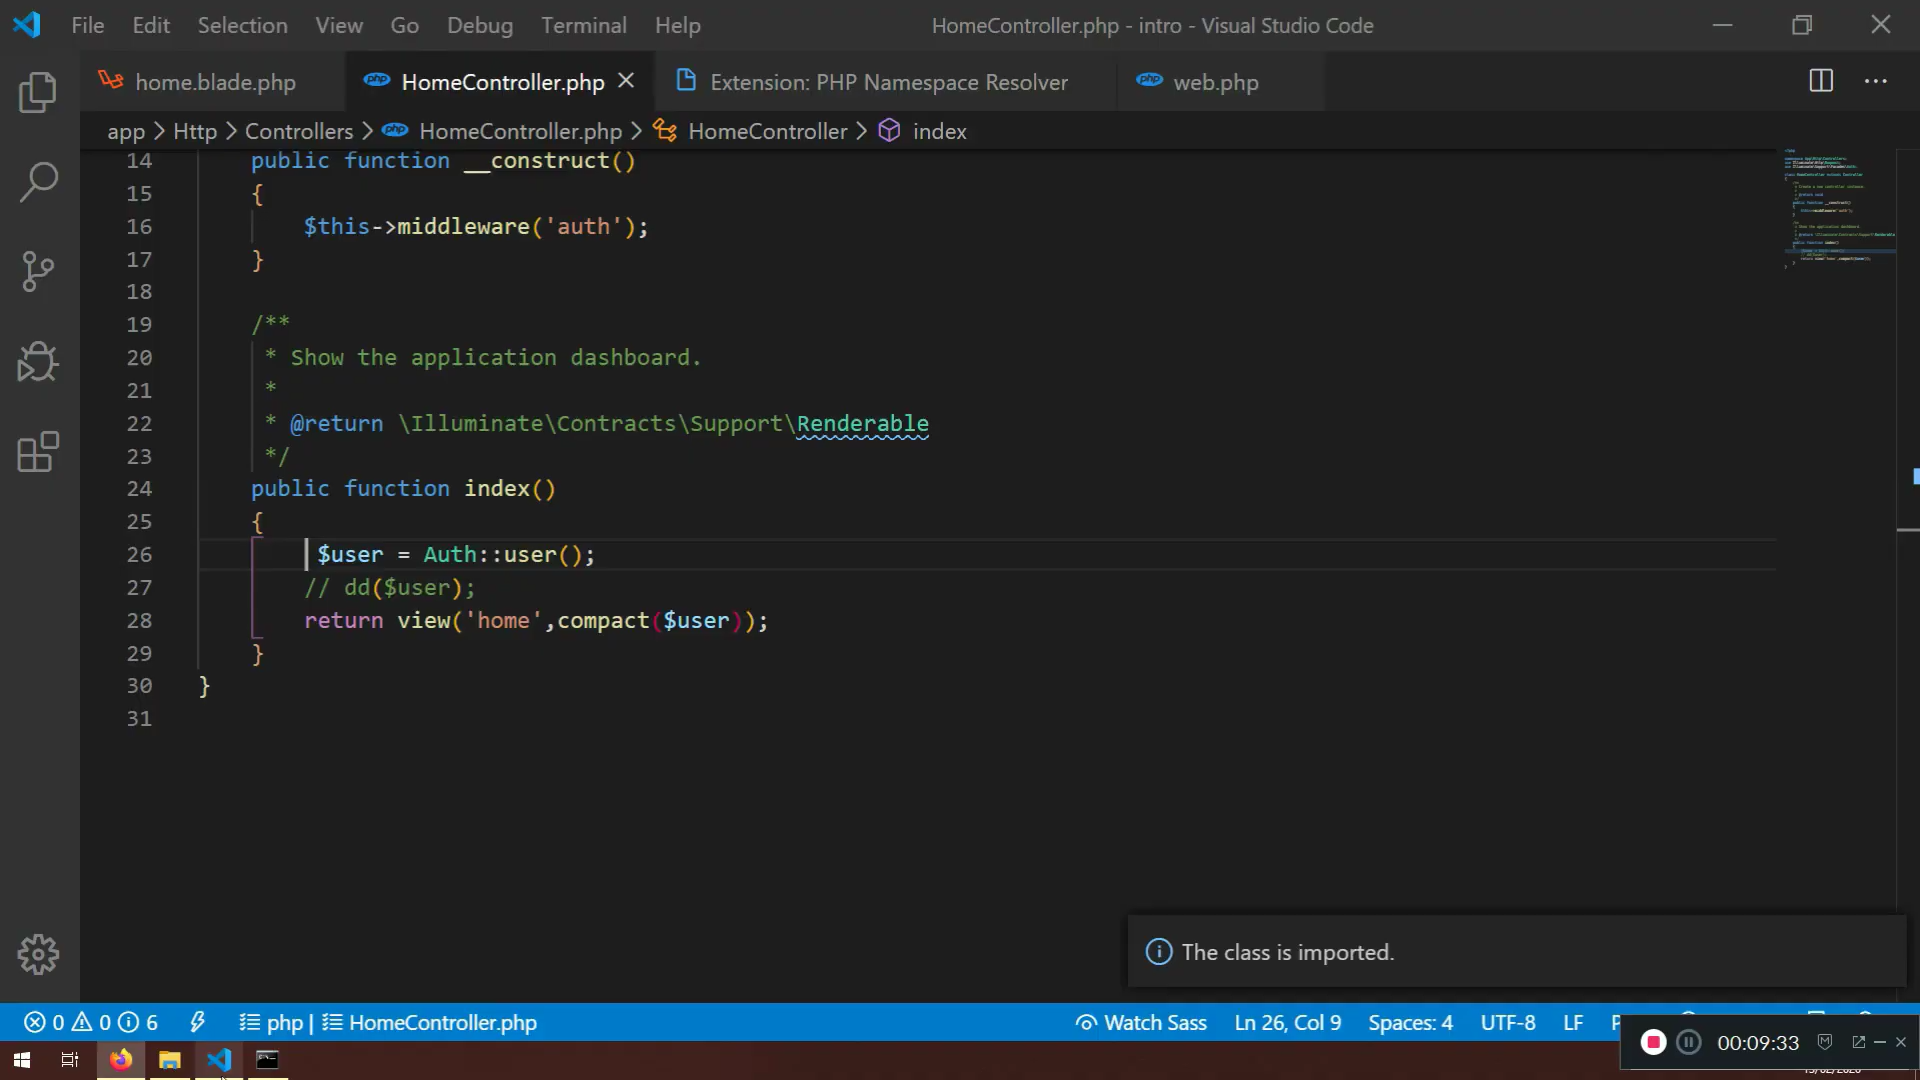 File Edit Selection View Go Debug Terminal Help HomeController.php - intro - Visual Studio Code
home.blade.php HomeController.php Extension: PHP Namespace Resolver web.php
app > Http > Controllers > HomeController.php > HomeController > index
14 public function __construct()
15 {
16 $this->middleware('auth');
17 }
18
19 /**
20 * Show the application dashboard.
21 *
22 * @return \Illuminate\Contracts\Support\Renderable
23 */
24 public function index()
25 {
26 $user = Auth::user();
27 // dd($user);
28 return view('home',compact($user));
29 }
30 }
31
The class is imported.
0 0 6 php | HomeController.php Watch Sass Ln 26, Col 9 Spaces: 4 UTF-8 LF
00:09:33